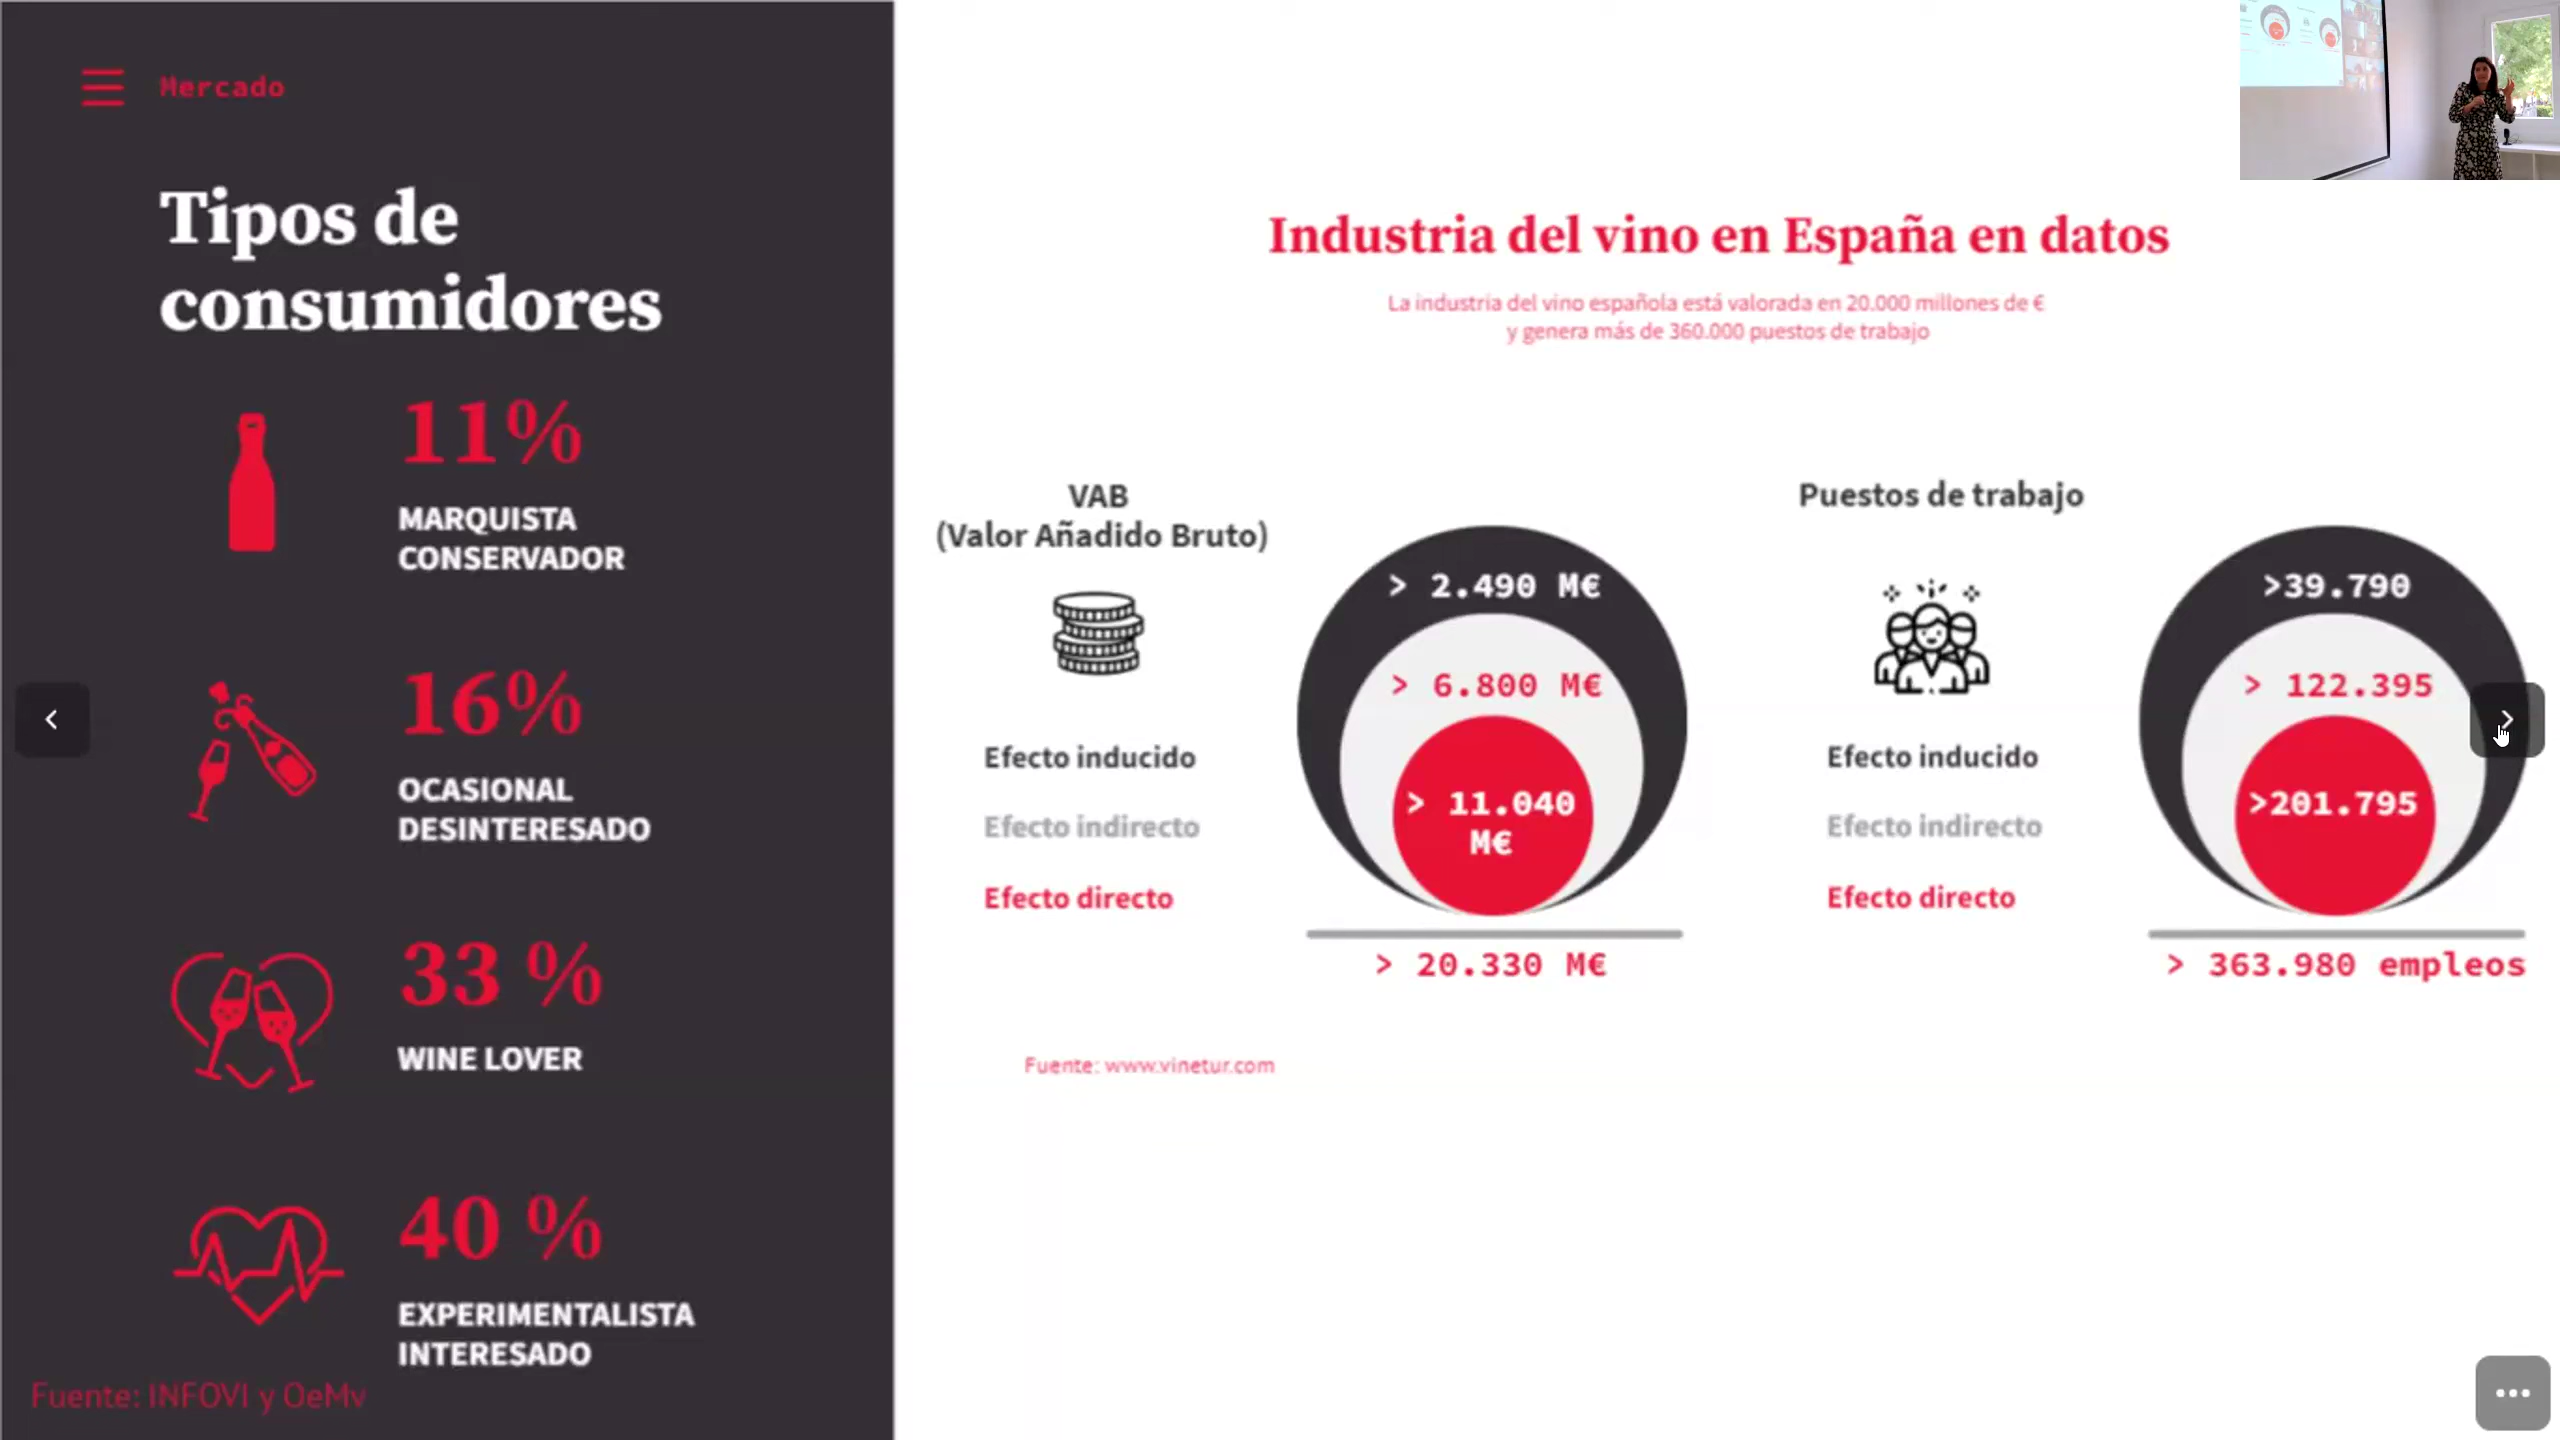 Mercado
Tipos de
consumidores
11%
MARQUISTA
CONSERVADOR
16%
OCASIONAL
DESINTERESADO
33 %
WINE LOVER
40 %
EXPERIMENTALISTA
INTERESADO
Fuente: INFOVI y OeMv
Industria del vino en España en datos
La industria del vino española está valorada en 20.000 millones de €
y genera más de 360.000 puestos de trabajo
VAB
(Valor Añadido Bruto)
Efecto inducido
Efecto indirecto
Efecto directo
> 2.490 M€
> 6.800 M€
> 11.040
M€
> 20.330 M€
Puestos de trabajo
Efecto inducido
Efecto indirecto
Efecto directo
>39.790
> 122.395
>201.795
> 363.980 empleos
Fuente: www.vinetur.com